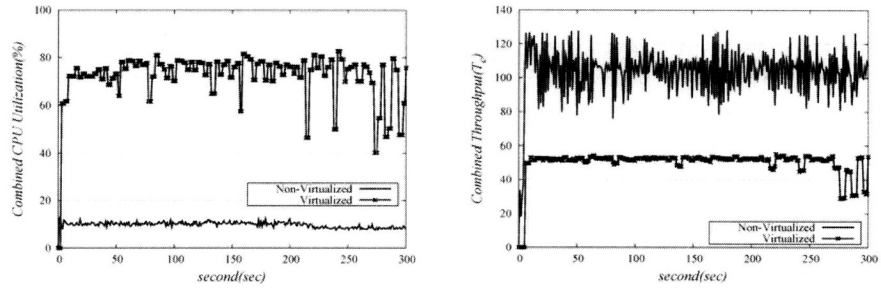 Combined CPU Utilization(%)
100
80
60
40
20
0
Non-Virtualized
Virtualized
0 50 100 150 200 250 300
second(sec)
Combined Throughput(Tc)
140
120
100
80
60
40
20
0
Non-Virtualized
Virtualized
0 50 100 150 200 250 300
second(sec)